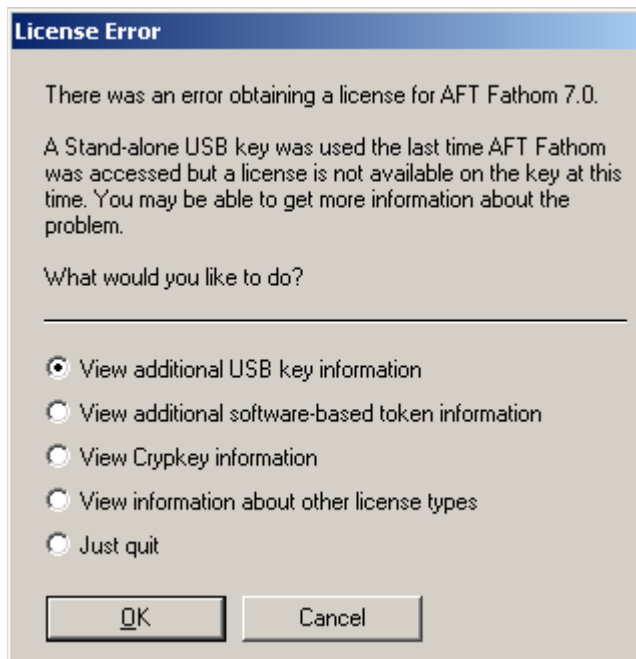 License Error
There was an error obtaining a license for AFT Fathom 7.0.
A Stand-alone USB key was used the last time AFT Fathom
was accessed but a license is not available on the key at this
time. You may be able to get more information about the
problem.
What would you like to do?
View additional USB key information
View additional software-based token information
View Crypkey information
View information about other license types
Just quit
OK Cancel